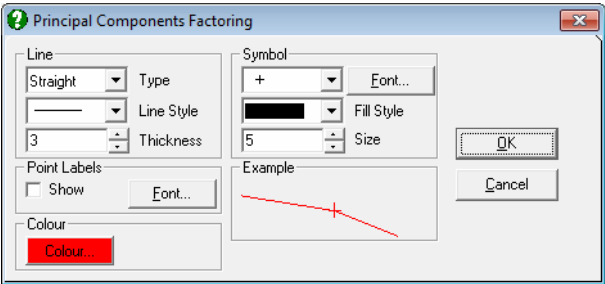 Principal Components Factoring
Line
Straight Type
Line Style
3 Thickness
Point Labels
Show Font...
Colour
Colour...
Symbol
+ Font...
Fill Style
5 Size
Example
OK
Cancel